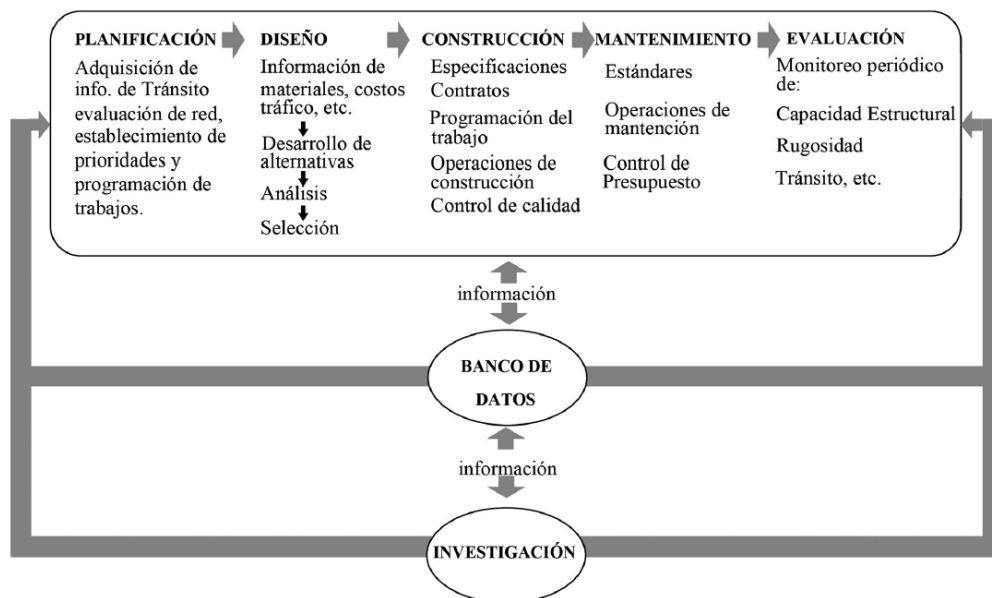 PLANIFICACIÓN
Adquisición de
info. de Tránsito
evaluación de red,
establecimiento de
prioridades y
programación de
trabajos.
DISEÑO
Información de
materiales, costos
tráfico, etc.
Desarrollo de
alternativas
Análisis
Selección
CONSTRUCCIÓN
Especificaciones
Contratos
Programación del
trabajo
Operaciones de
construcción
Control de calidad
MANTENIMIENTO
Estándares
Operaciones de
mantención
Control de
Presupuesto
EVALUACIÓN
Monitoreo periódico
de:
Capacidad Estructural
Rugosidad
Tránsito, etc.
información
BANCO DE
DATOS
información
INVESTIGACIÓN